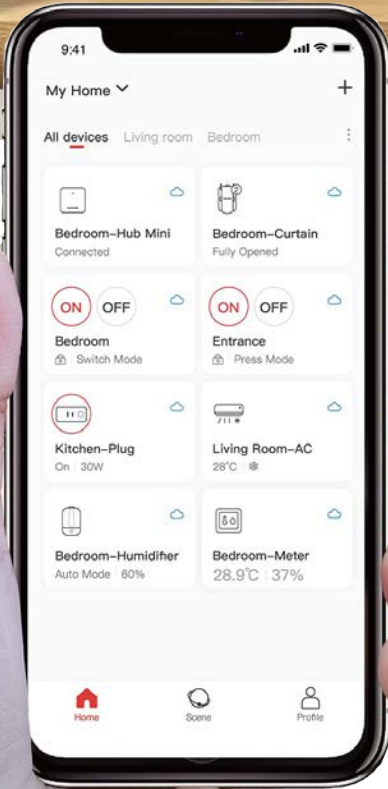 9:41
My Home
All devices Living room Bedroom
Bedroom-Hub Mini
Connected
Bedroom-Curtain
Fully Opened
ON OFF
Bedroom
Switch Mode
ON OFF
Entrance
Press Mode
Kitchen-Plug
On 30W
Living Room-AC
28°C
Bedroom-Humidifier
Auto Mode 60%
Bedroom-Meter
28.9°C 37%
Home
Scene
Profile